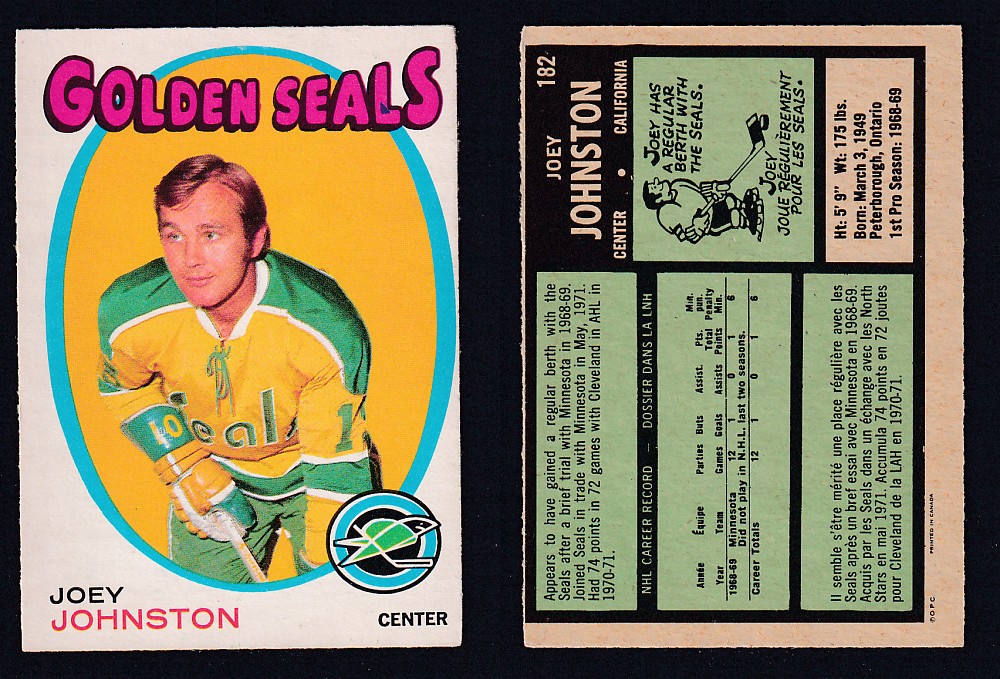 GOLDEN SEALS
eal
10
1
JOEY
JOHNSTON
CENTER
182
JOEY
JOHNSTON
CENTER • CALIFORNIA
JOEY HAS
A REGULAR
BERTH WITH
THE SEALS.
JOEY
JOUE RÉGULIÈREMENT
POUR LES SEALS.
Ht: 5' 9" Wt: 175 lbs.
Born: March 3, 1949
Peterborough, Ontario
1st Pro Season: 1968-69
Appears to have gained a regular berth with the
Seals after a brief trial with Minnesota in 1968-69.
Joined Seals in trade with Minnesota in May, 1971.
Had 74 points in 72 games with Cleveland in AHL in
1970-71.
NHL CAREER RECORD — DOSSIER DANS LA LNH
Année Équipe Parties Buts Assist. Pts. Min. pun.
Year Team Games Goals Assists Total Points Penalty Min.
1968-69 Minnesota 12 1 0 1 6
Did not play in N.H.L. last two seasons.
Career Totals 12 1 0 1 6
Il semble s'être mérité une place régulière avec les
Seals après un bref essai avec Minnesota en 1968-69.
Acquis par les Seals dans un échange avec les North
Stars en mai 1971. Accumula 74 points en 72 joutes
pour Cleveland de la LAH en 1970-71.
© O.P.C. PRINTED IN CANADA